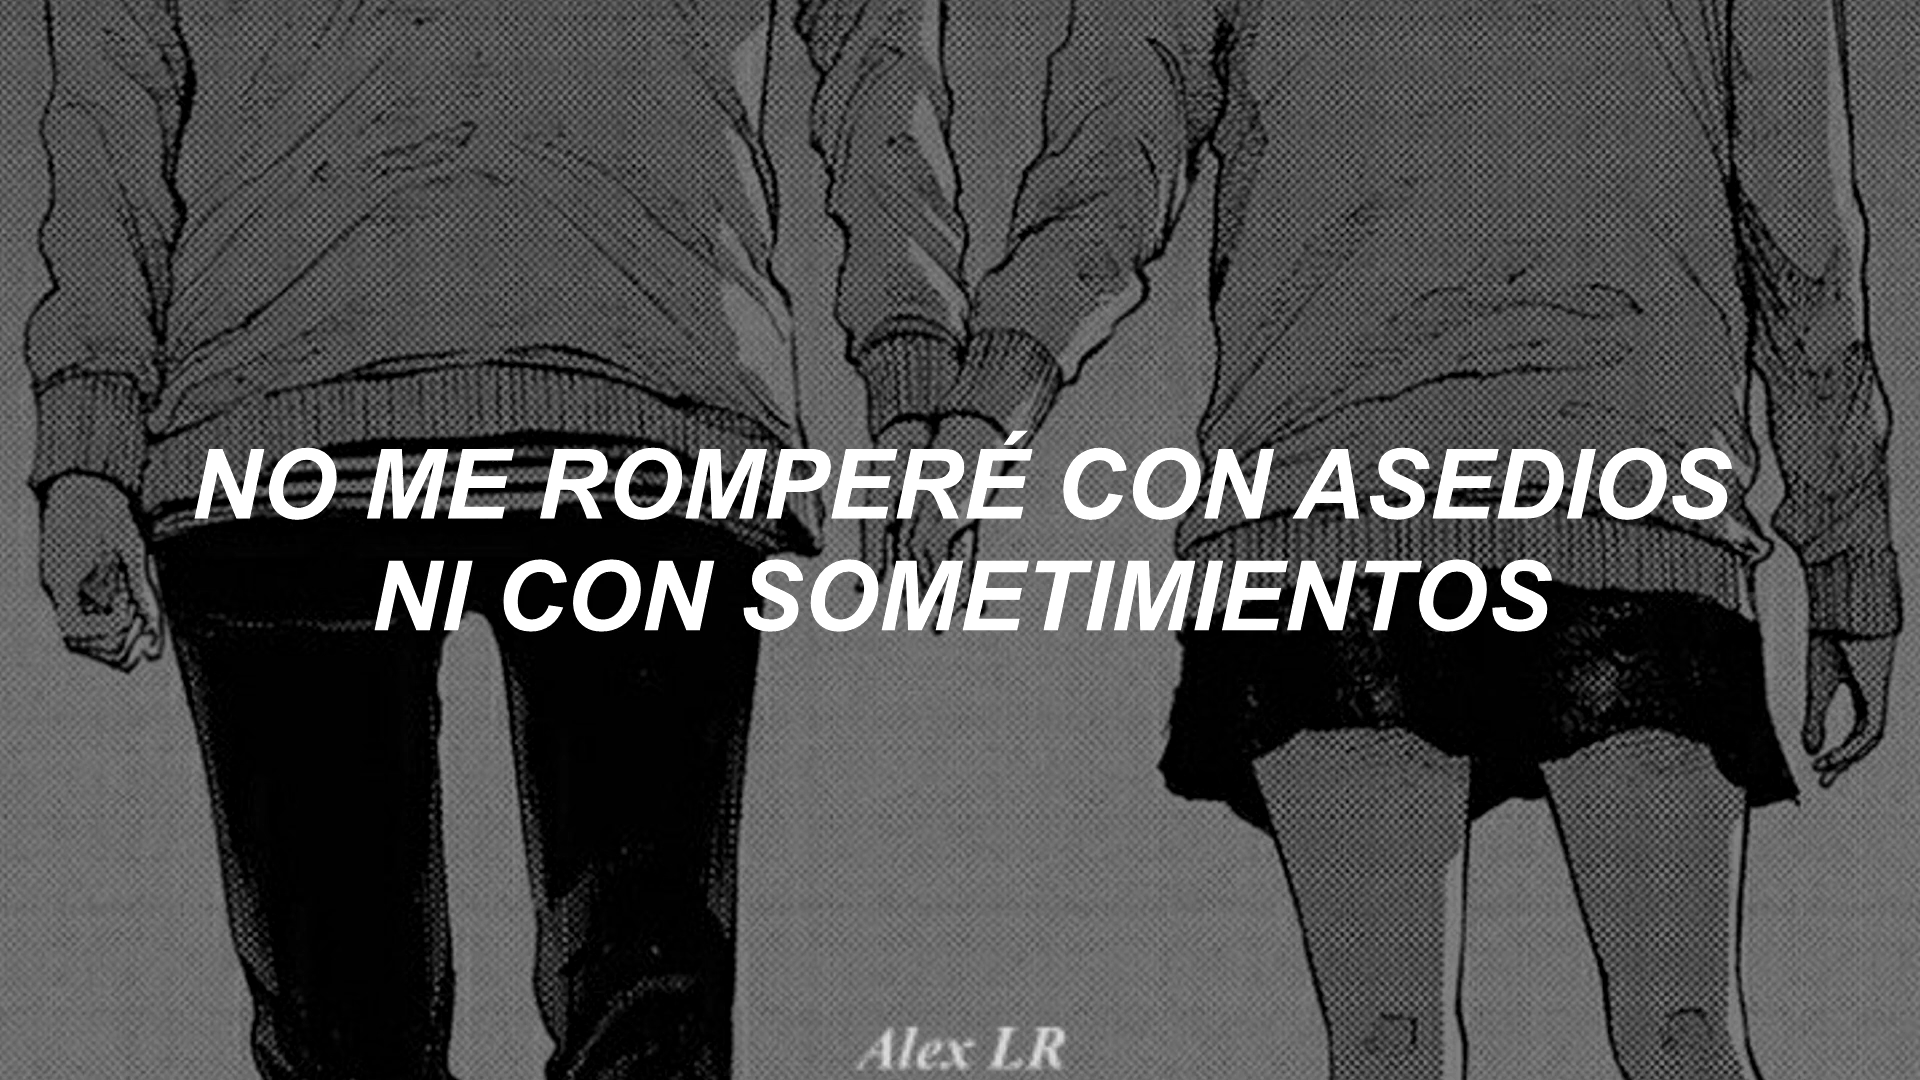 NO ME ROMPERÉ CON ASEDIOS
NI CON SOMETIMIENTOS
Alex LR